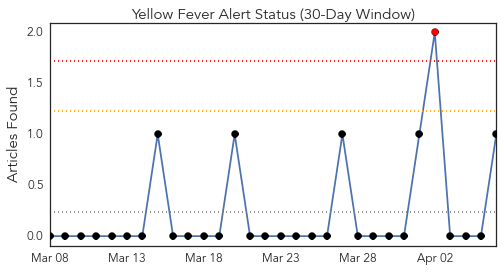 Yellow Fever Alert Status (30-Day Window)
Articles Found
2.0
1.5
1.0
0.5
0.0
Mar 08 Mar 13 Mar 18 Mar 23 Mar 28 Apr 02